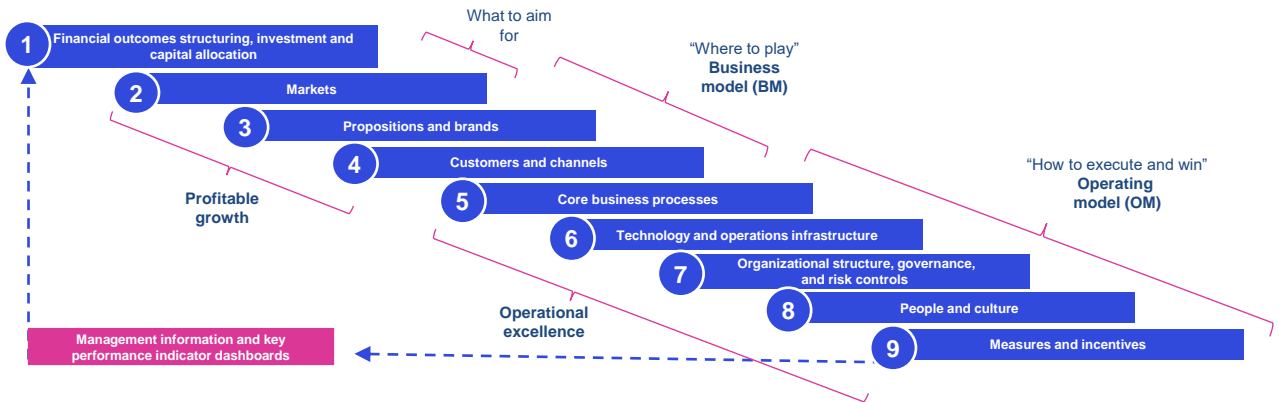 What to aim
for
1
Financial outcomes structuring, investment and
capital allocation
“Where to play”
Business
model (BM)
2
Markets
3
Propositions and brands
4
Customers and channels
“How to execute and win”
Operating
model (OM)
Profitable
growth
5
Core business processes
6
Technology and operations infrastructure
7
Organizational structure, governance,
and risk controls
8
People and culture
Operational
excellence
Management information and key
performance indicator dashboards
9
Measures and incentives